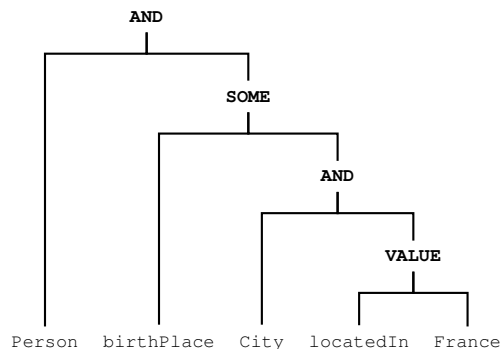 AND
SOME
AND
VALUE
Person birthPlace City locatedIn France